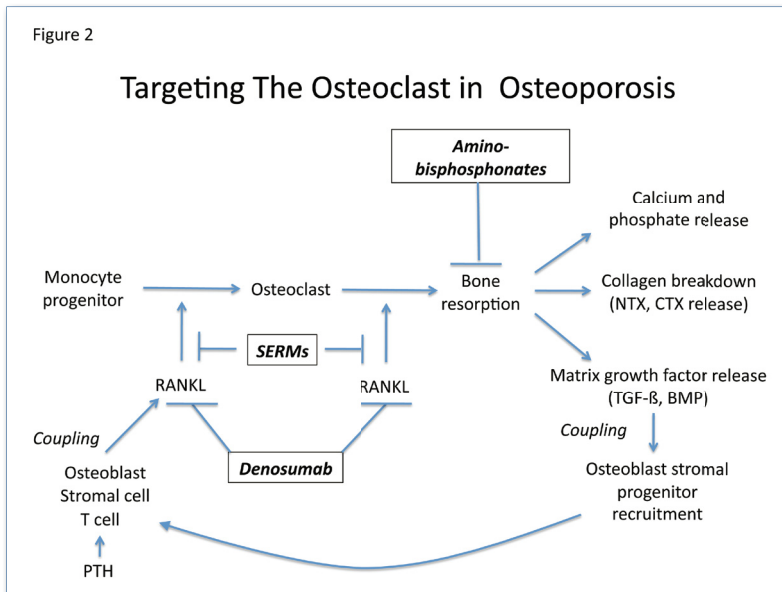 Figure 2
Targeting The Osteoclast in Osteoporosis
Amino-
bisphosphonates
Calcium and
phosphate release
Monocyte
progenitor
Osteoclast
Bone
resorption
Collagen breakdown
(NTX, CTX release)
SERMs
RANKL
RANKL
Matrix growth factor release
(TGF-ß, BMP)
Coupling
Coupling
Denosumab
Osteoblast
Stromal cell
T cell
Osteoblast stromal
progenitor
recruitment
PTH